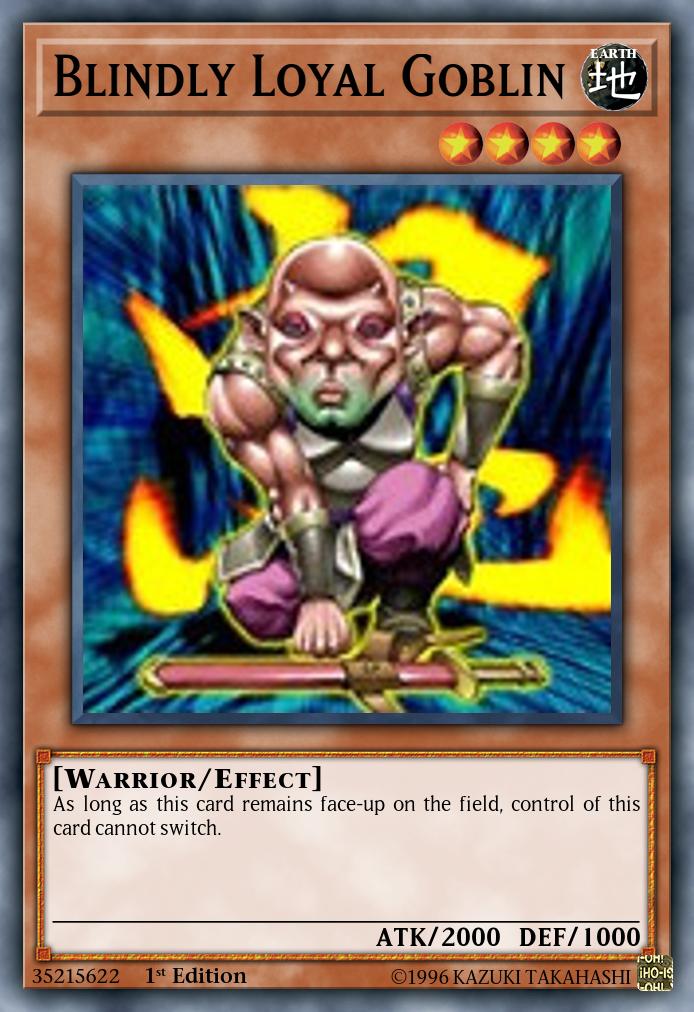 Blindly Loyal Goblin
EARTH
地
[Warrior/Effect]
As long as this card remains face-up on the field, control of this
card cannot switch.
ATK/2000 DEF/1000
35215622 1st Edition ©1996 KAZUKI TAKAHASHI